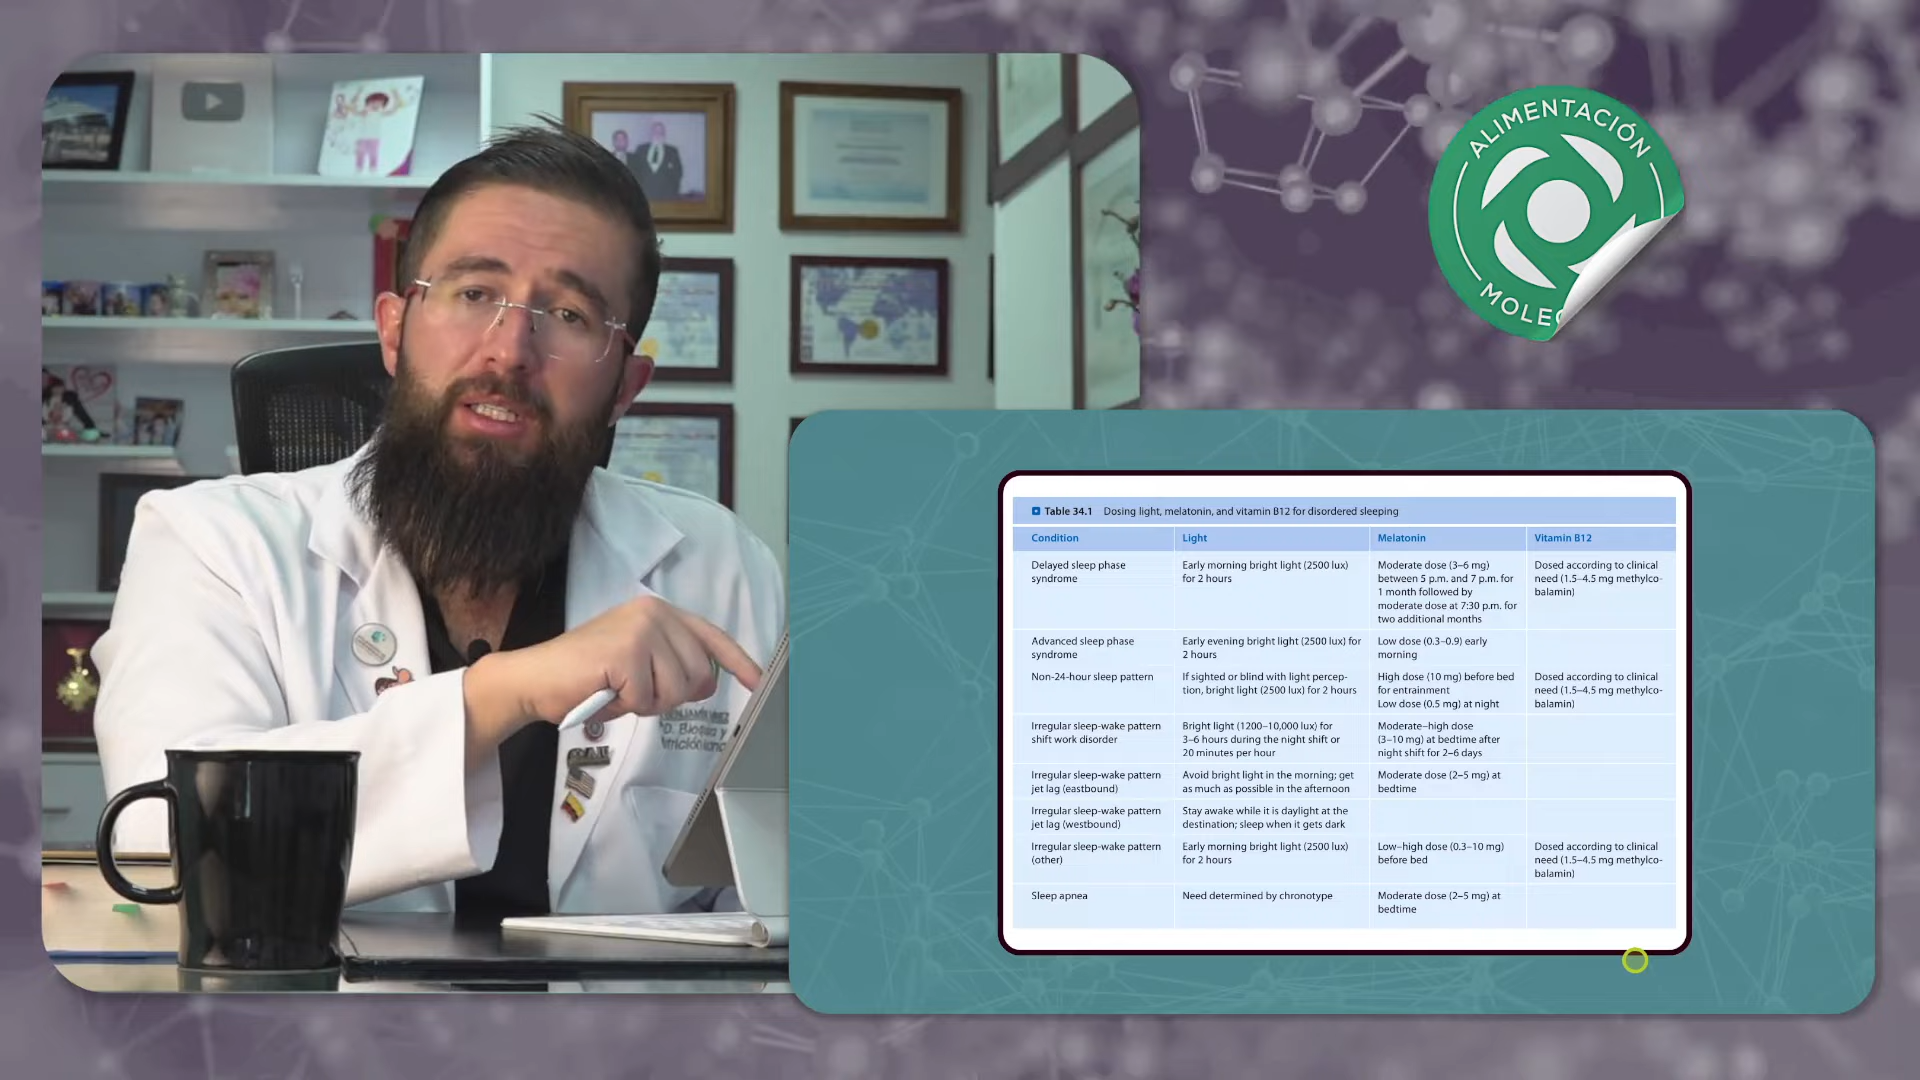 ALIMENTACIÓN
Table 34.1 Dosing light, melatonin, and vitamin B12 for disordered sleeping
Condition
Light
Melatonin
Vitamin B12
Delayed sleep phase
syndrome
Early morning bright light (2500 lux)
for 2 hours
Moderate dose (3–6 mg)
between 5 p.m. and 7 p.m. for
1 month followed by
moderate dose at 7:30 p.m. for
two additional months
Dosed according to clinical
need (1.5–4.5 mg methylco-
balamin)
Advanced sleep phase
syndrome
Early evening bright light (2500 lux) for
2 hours
Low dose (0.3–0.9) early
morning
Non-24-hour sleep pattern
If sighted or blind with light percep-
tion, bright light (2500 lux) for 2 hours
High dose (10 mg) before bed
for entrainment
Low dose (0.5 mg) at night
Dosed according to clinical
need (1.5–4.5 mg methylco-
balamin)
Irregular sleep-wake pattern
shift work disorder
Bright light (1200–10,000 lux) for
3–6 hours during the night shift or
20 minutes per hour
Moderate–high dose
(3–10 mg) at bedtime after
night shift for 2–6 days
Irregular sleep-wake pattern
jet lag (eastbound)
Avoid bright light in the morning; get
as much as possible in the afternoon
Moderate dose (2–5 mg) at
bedtime
Irregular sleep-wake pattern
jet lag (westbound)
Stay awake while it is daylight at the
destination; sleep when it gets dark
Irregular sleep-wake pattern
(other)
Early morning bright light (2500 lux)
for 2 hours
Low–high dose (0.3–10 mg)
before bed
Dosed according to clinical
need (1.5–4.5 mg methylco-
balamin)
Sleep apnea
Need determined by chronotype
Moderate dose (2–5 mg) at
bedtime